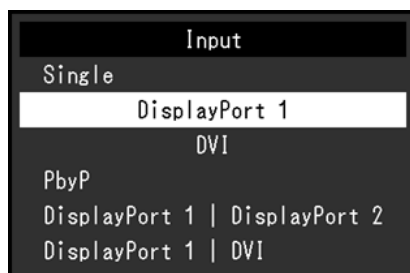 Input
Single
DisplayPort 1
DVI
PbyP
DisplayPort 1 | DisplayPort 2
DisplayPort 1 | DVI